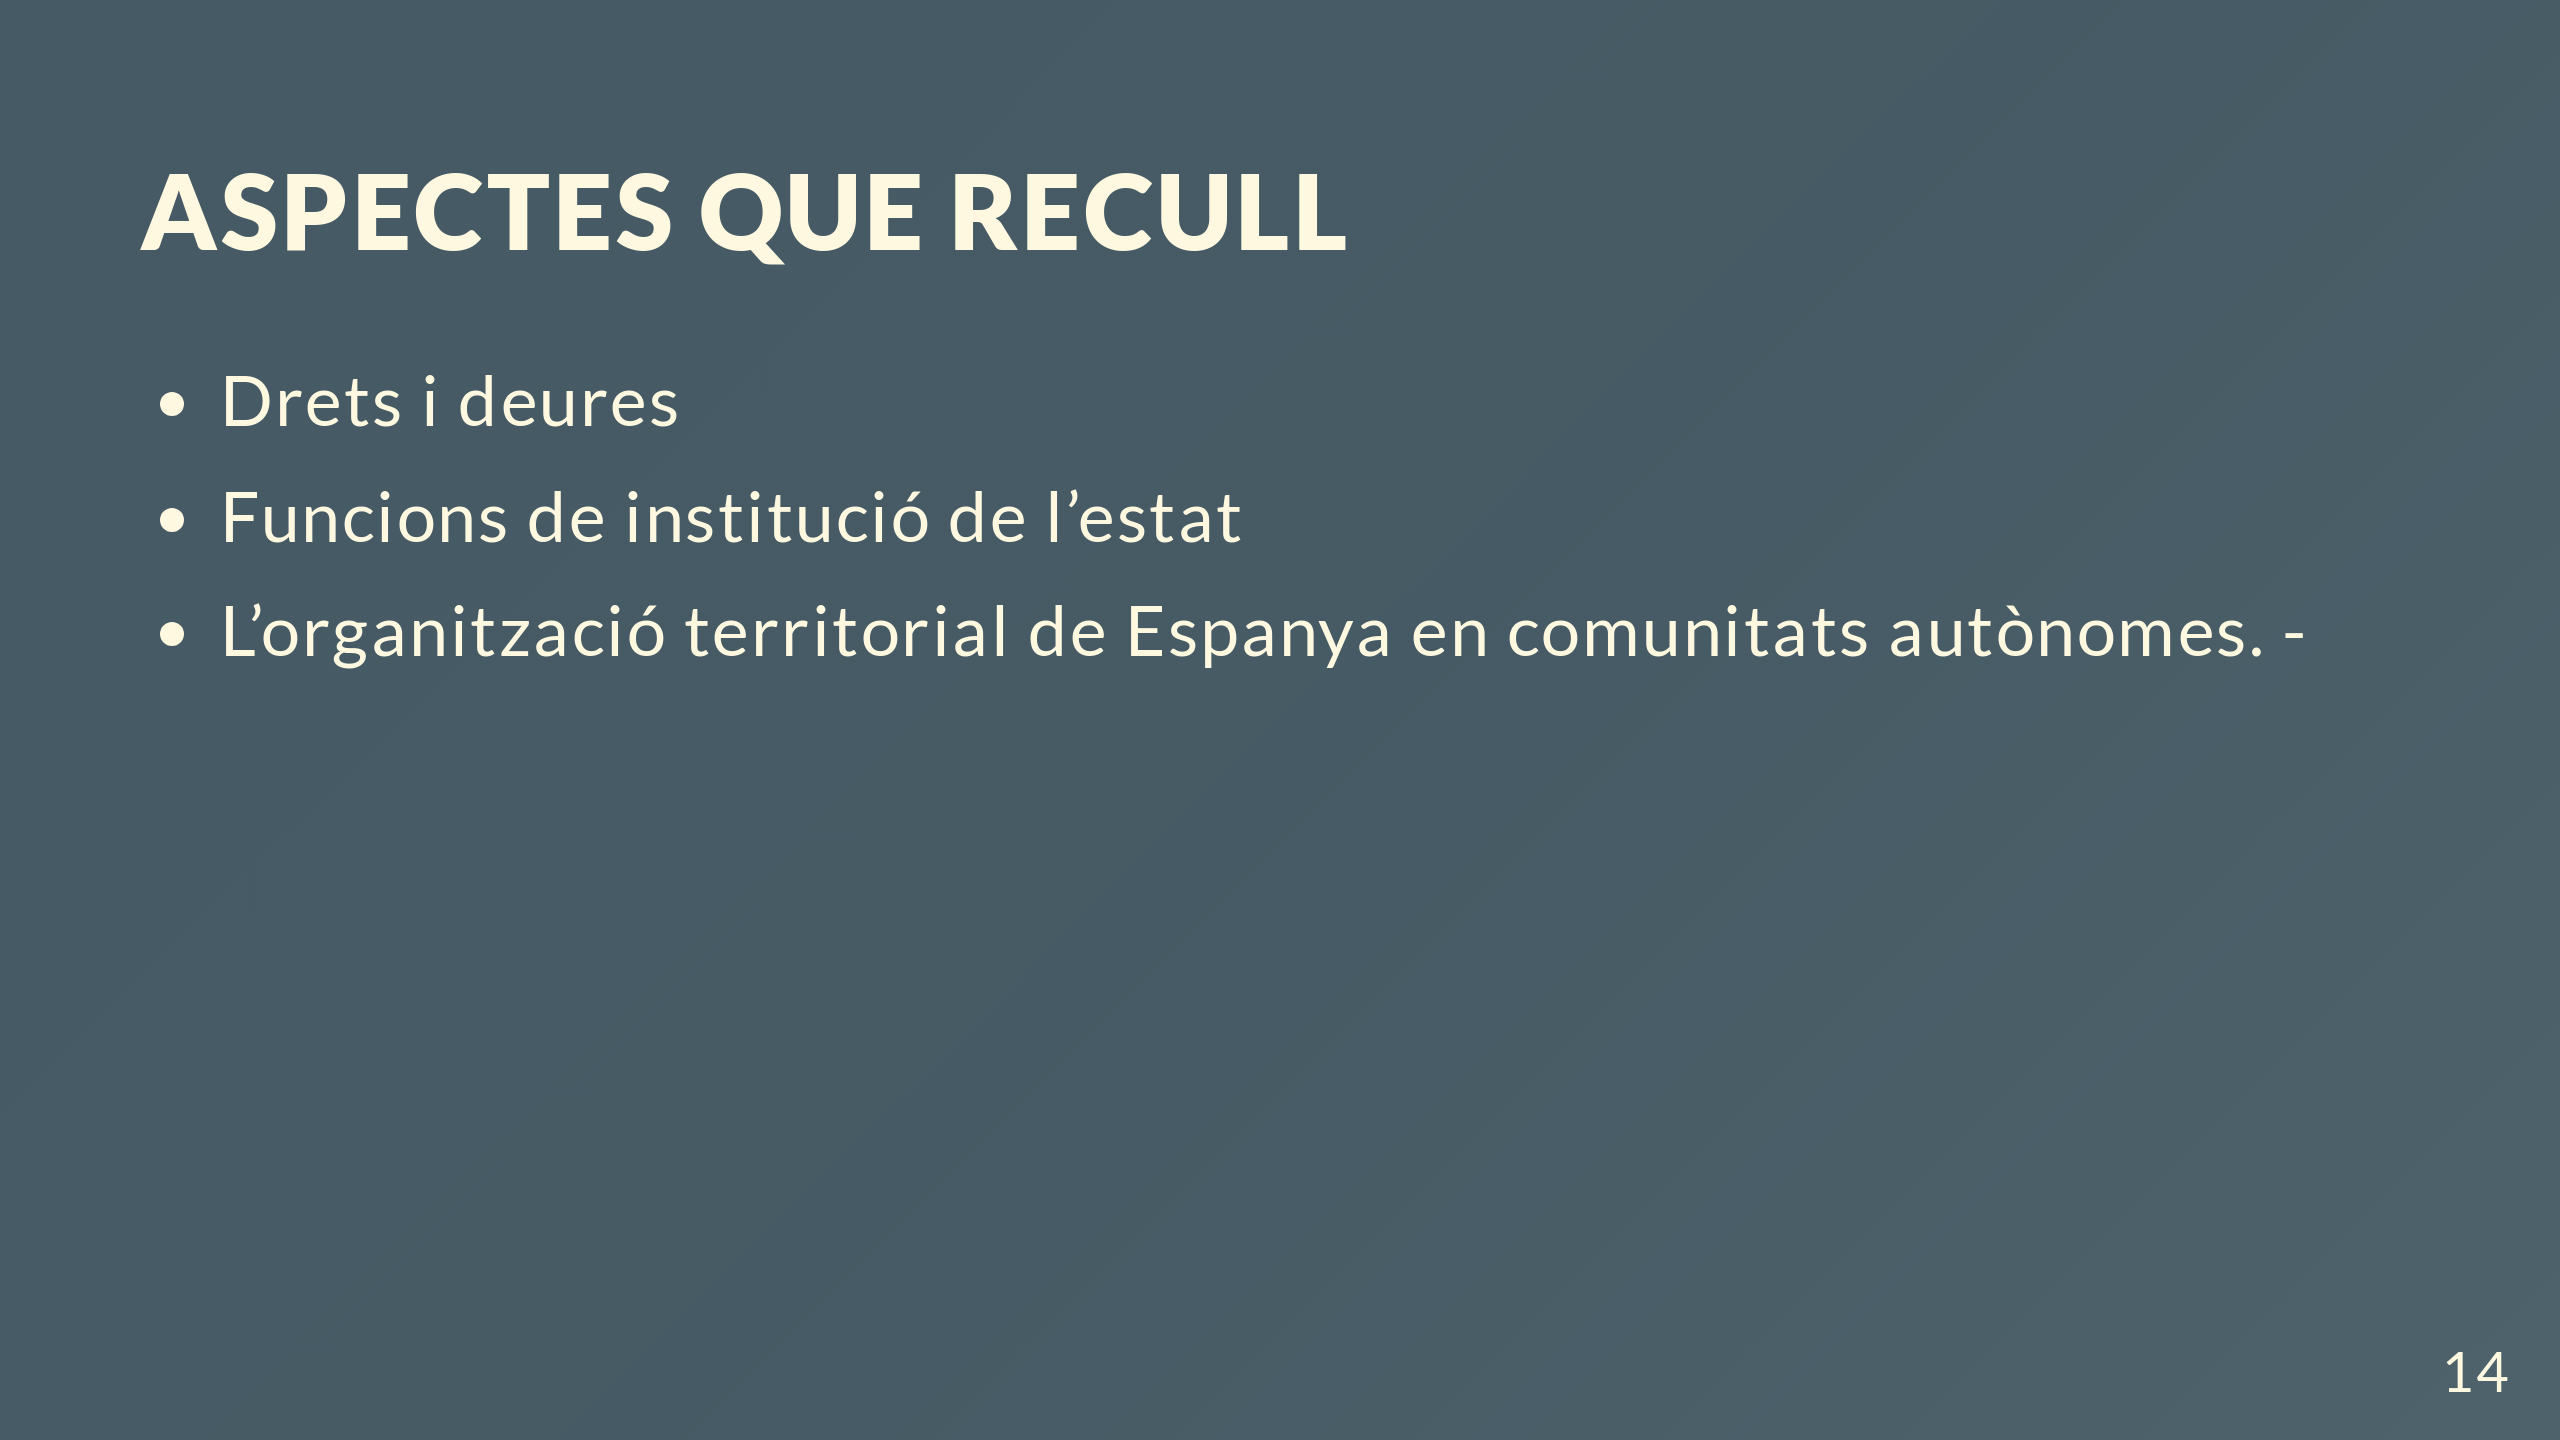 ASPECTES QUE RECULL
• Drets i deures
• Funcions de institució de l’estat
• L’organització territorial de Espanya en comunitats autònomes. -
14